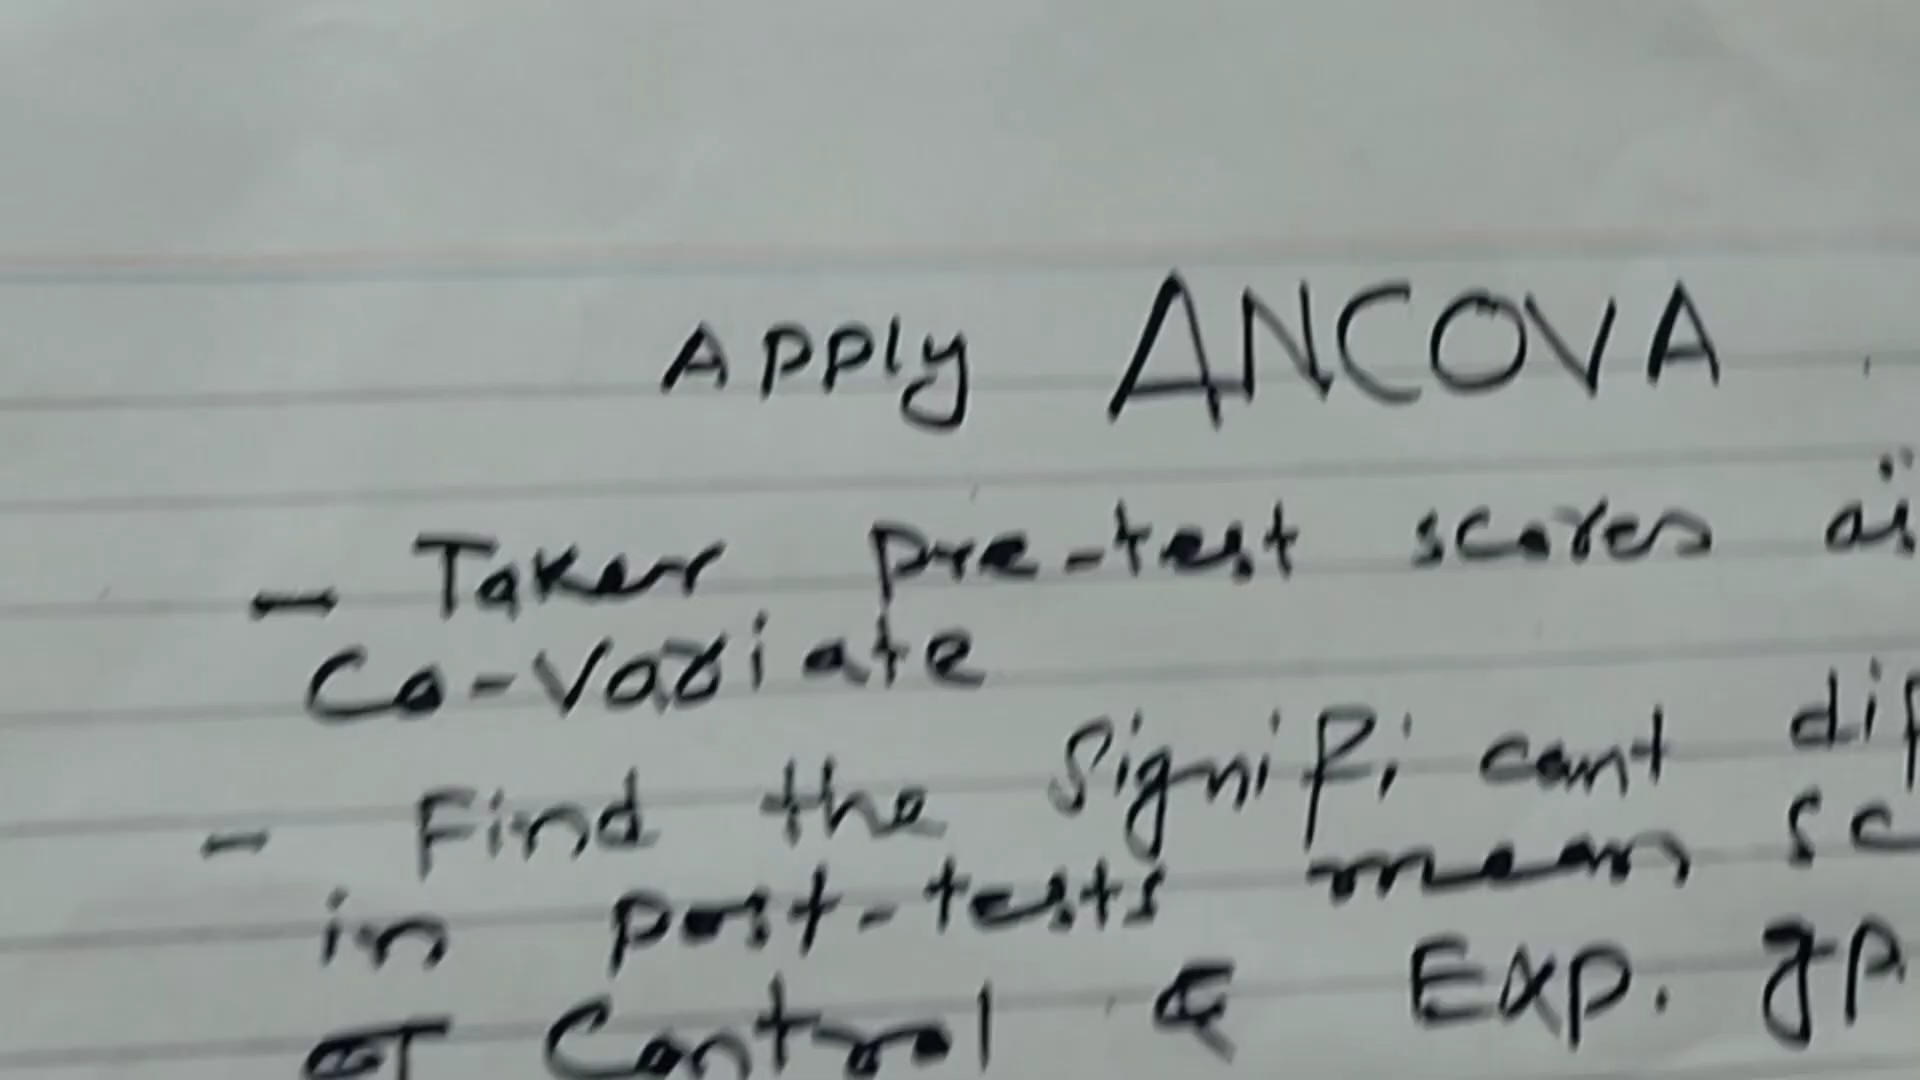 Apply ANCOVA
- Taken pre-test scores as
Co-Variate
- Find the Significant dif
in post-tests mean sc
of Control & Exp. gp.